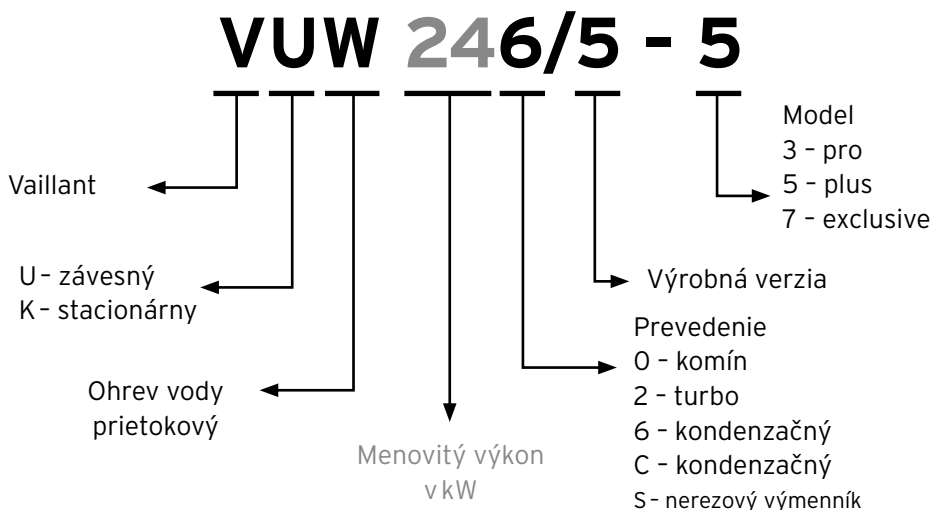 VUW 246/5 - 5
Model
3 – pro
5 – plus
7 – exclusive
Vaillant
U – závesný
K – stacionárny
Výrobná verzia
Prevedenie
0 – komín
2 – turbo
6 – kondenzačný
C – kondenzačný
S – nerezový výmenník
Ohrev vody
prietokový
Menovitý výkon
v kW